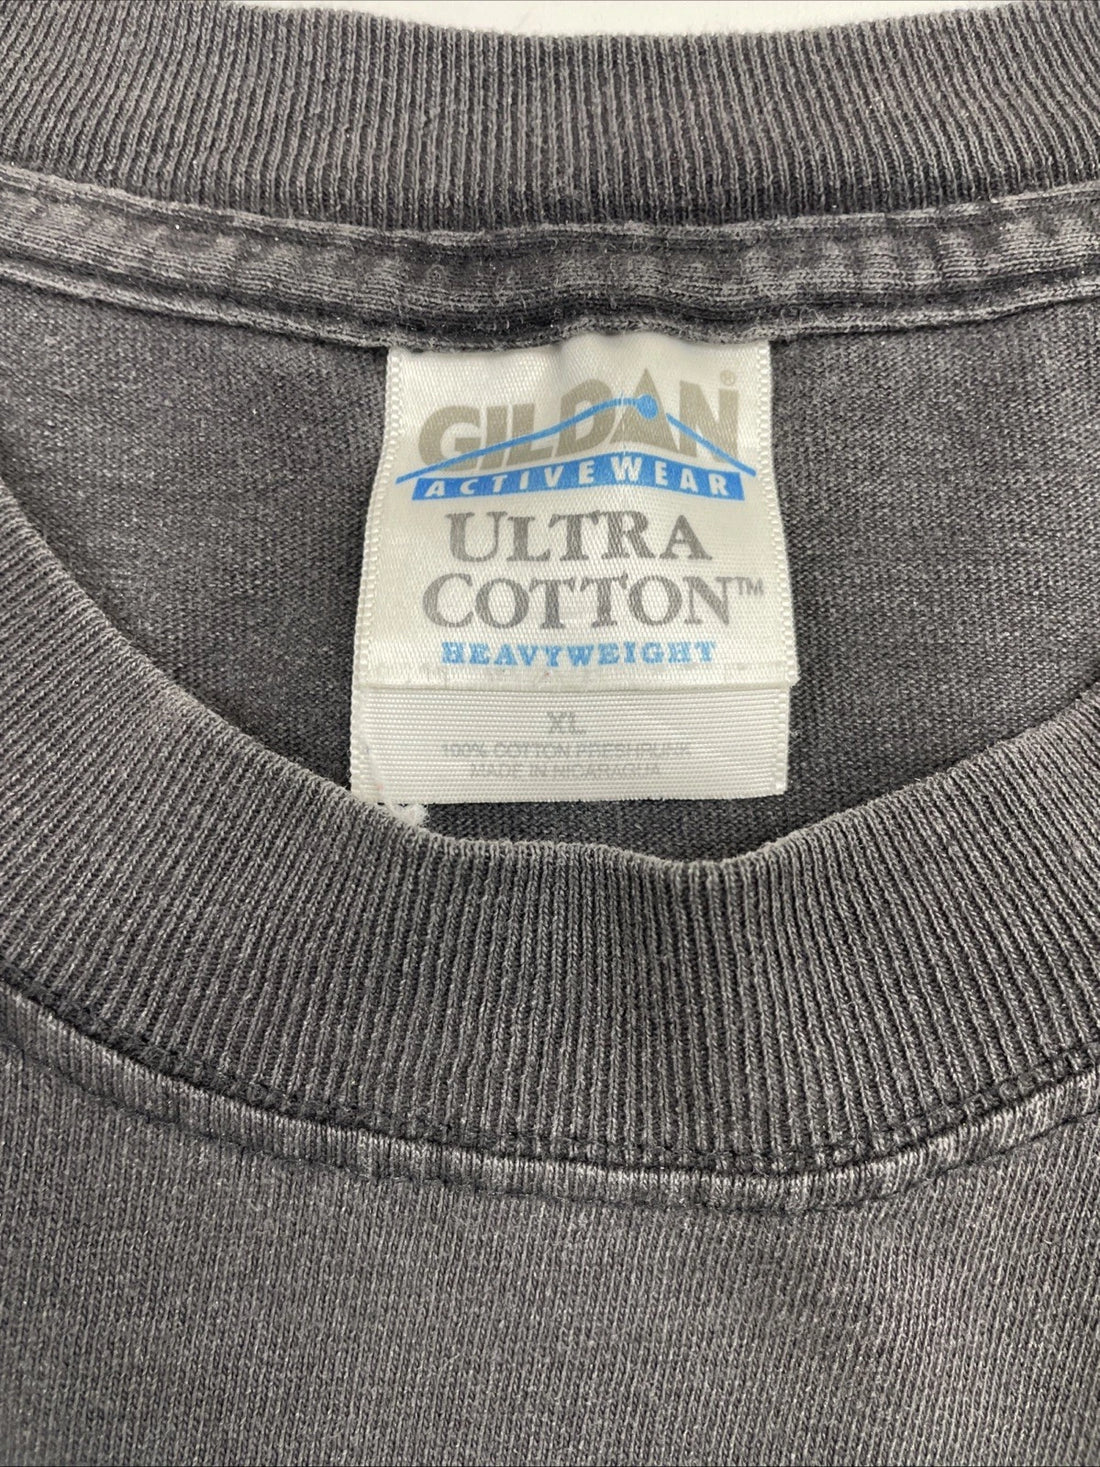 GILDAN®
ACTIVEWEAR
ULTRA
COTTON™
HEAVYWEIGHT
XL
100% COTTON PRESHRUNK
MADE IN NICARAGUA